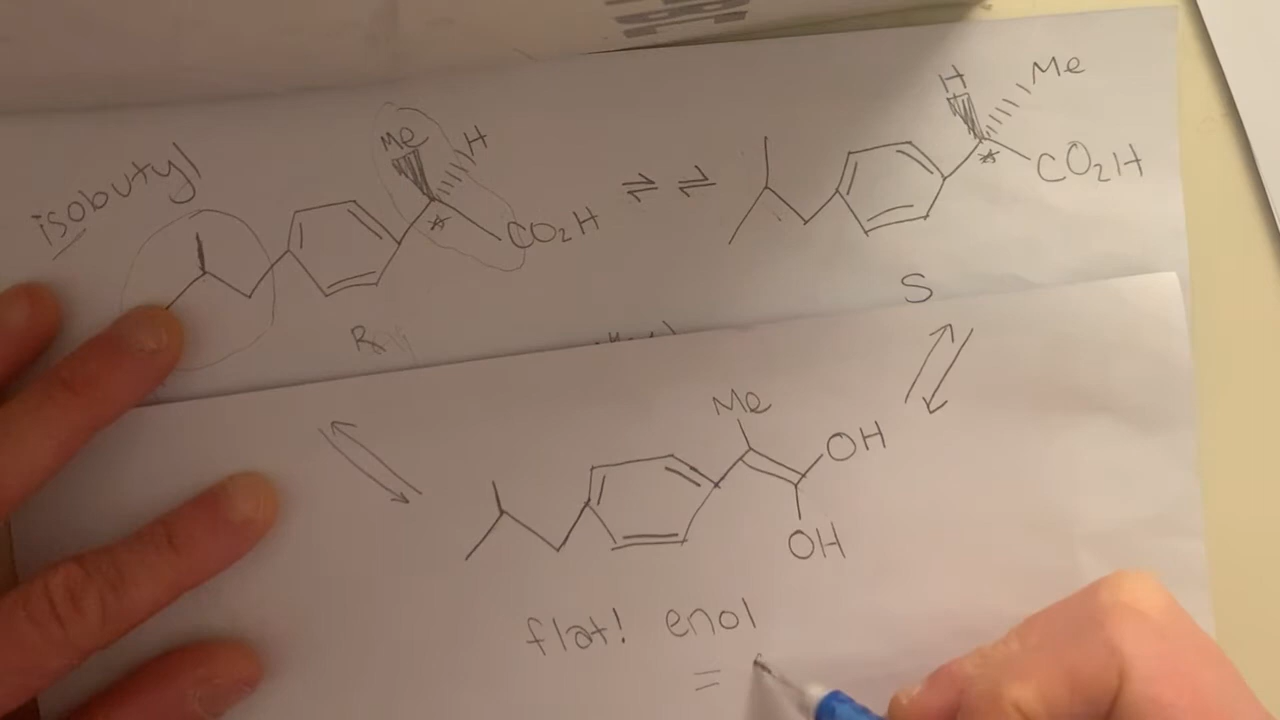 isobutyl
Me
H
*
CO₂H
R
⇌ ⇌
H
Me
*
CO₂H
S
Me
OH
OH
flat! enol
=